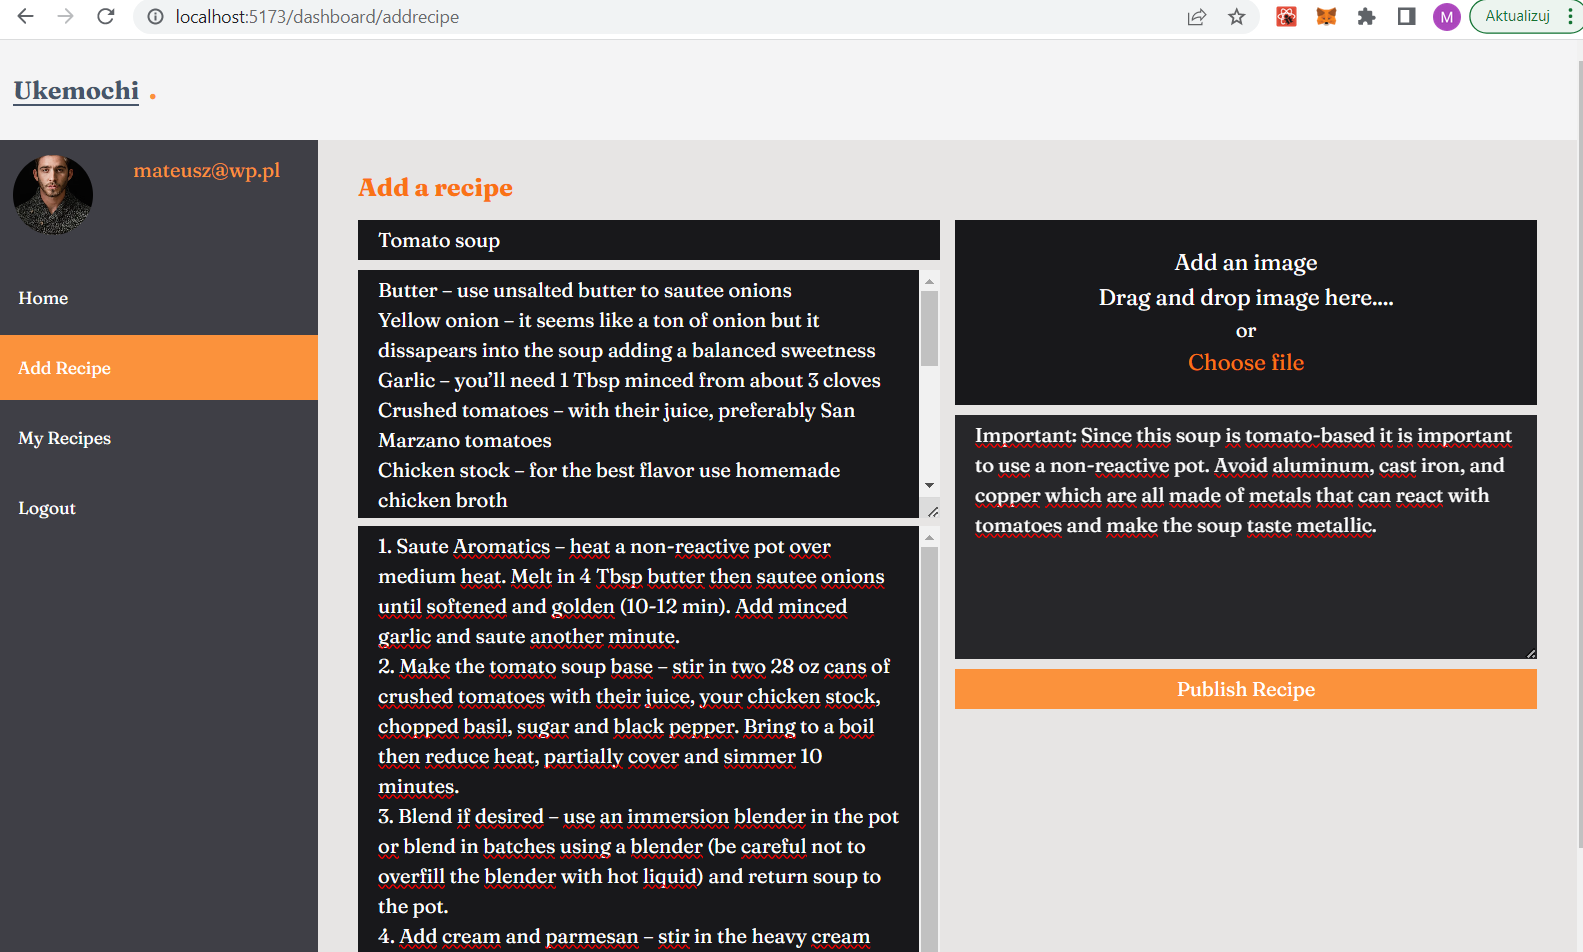 localhost:5173/dashboard/addrecipe
M
Aktualizuj
Ukemochi .
mateusz@wp.pl
Home
Add Recipe
My Recipes
Logout
Add a recipe
Tomato soup
Butter – use unsalted butter to sautee onions
Yellow onion – it seems like a ton of onion but it
dissapears into the soup adding a balanced sweetness
Garlic – you’ll need 1 Tbsp minced from about 3 cloves
Crushed tomatoes – with their juice, preferably San
Marzano tomatoes
Chicken stock – for the best flavor use homemade
chicken broth
1. Saute Aromatics – heat a non-reactive pot over
medium heat. Melt in 4 Tbsp butter then sautee onions
until softened and golden (10-12 min). Add minced
garlic and saute another minute.
2. Make the tomato soup base – stir in two 28 oz cans of
crushed tomatoes with their juice, your chicken stock,
chopped basil, sugar and black pepper. Bring to a boil
then reduce heat, partially cover and simmer 10
minutes.
3. Blend if desired – use an immersion blender in the pot
or blend in batches using a blender (be careful not to
overfill the blender with hot liquid) and return soup to
the pot.
4. Add cream and parmesan – stir in the heavy cream
Add an image
Drag and drop image here....
or
Choose file
Important: Since this soup is tomato-based it is important
to use a non-reactive pot. Avoid aluminum, cast iron, and
copper which are all made of metals that can react with
tomatoes and make the soup taste metallic.
Publish Recipe